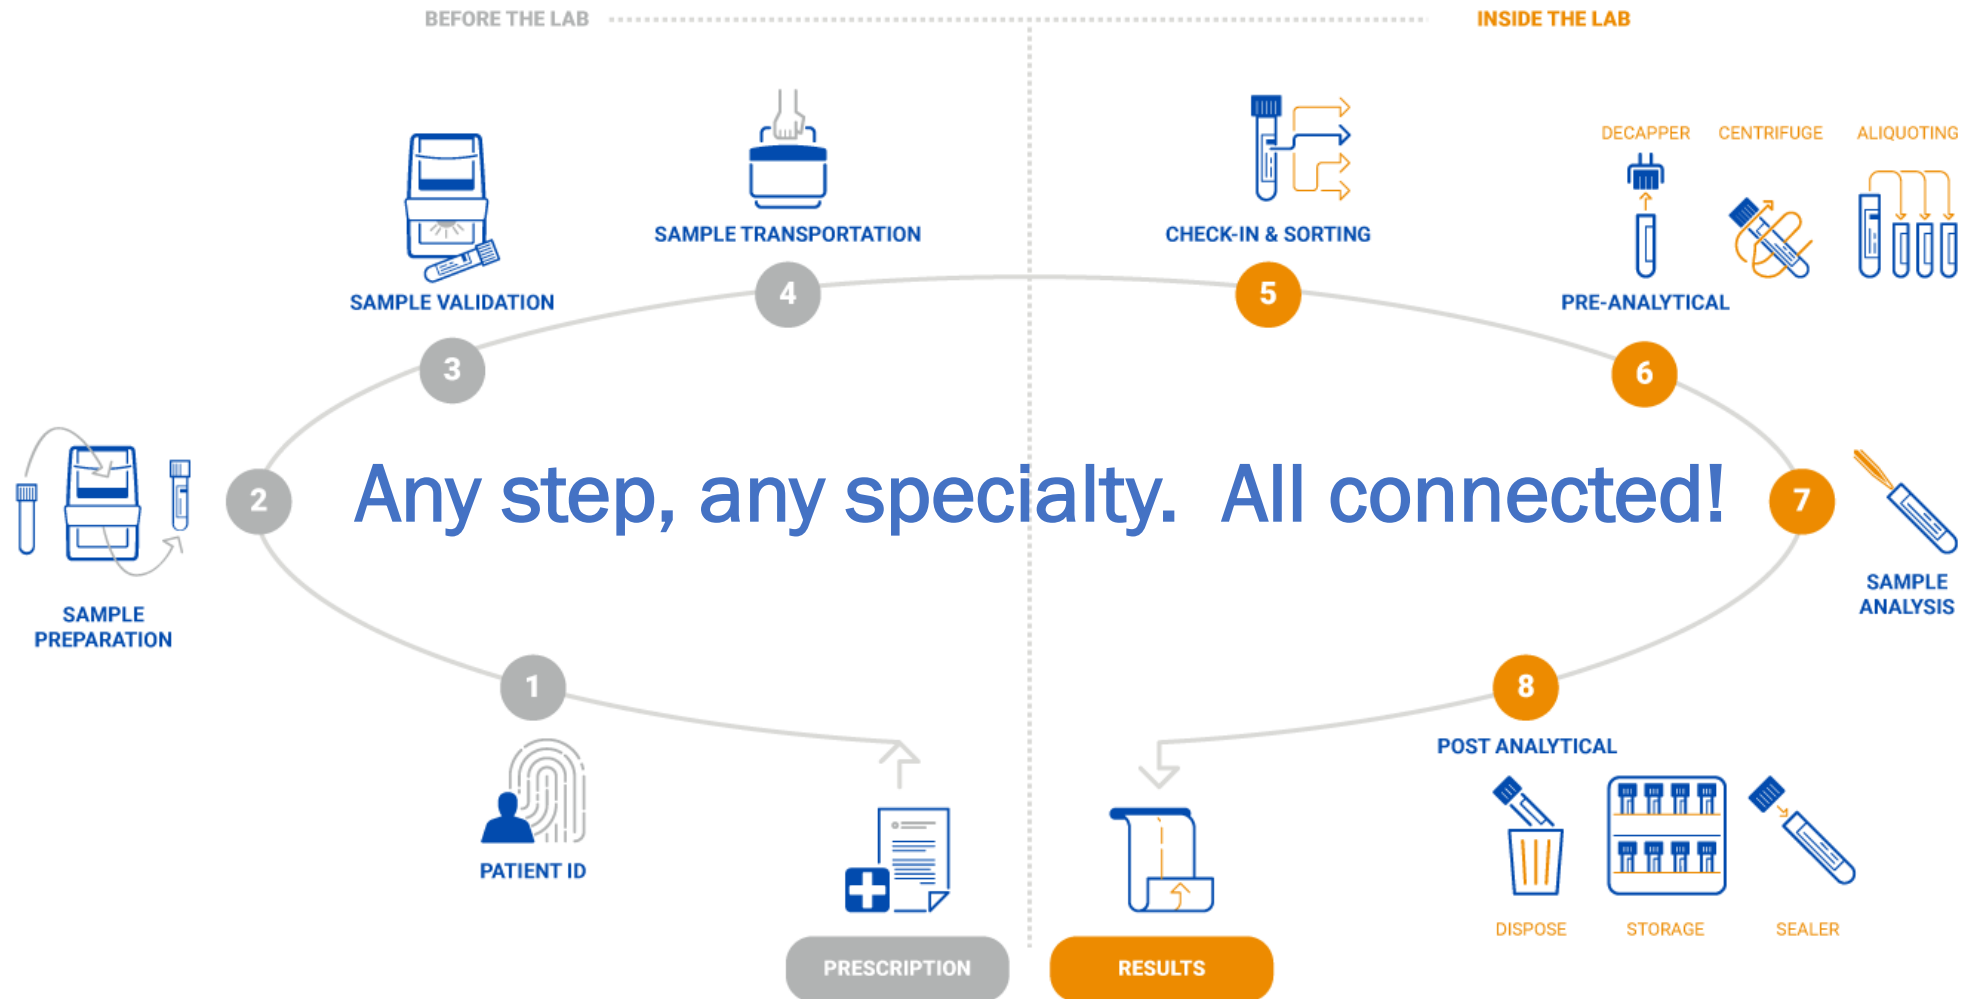 BEFORE THE LAB
INSIDE THE LAB
DECAPPER
CENTRIFUGE
ALIQUOTING
SAMPLE TRANSPORTATION
CHECK-IN & SORTING
SAMPLE VALIDATION
4
5
PRE-ANALYTICAL
3
6
2
Any step, any specialty.  All connected!
7
SAMPLE
PREPARATION
SAMPLE
ANALYSIS
1
8
POST ANALYTICAL
PATIENT ID
DISPOSE
STORAGE
SEALER
PRESCRIPTION
RESULTS